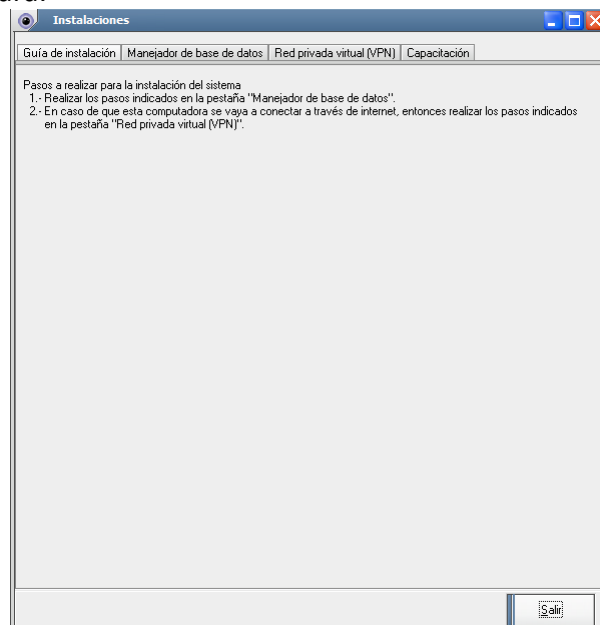 Instalaciones
Guía de instalación Manejador de base de datos Red privada virtual (VPN) Capacitación
Pasos a realizar para la instalación del sistema
1.- Realizar los pasos indicados en la pestaña "Manejador de base de datos".
2.- En caso de que esta computadora se vaya a conectar a través de internet, entonces realizar los pasos indicados
en la pestaña "Red privada virtual (VPN)".
Salir